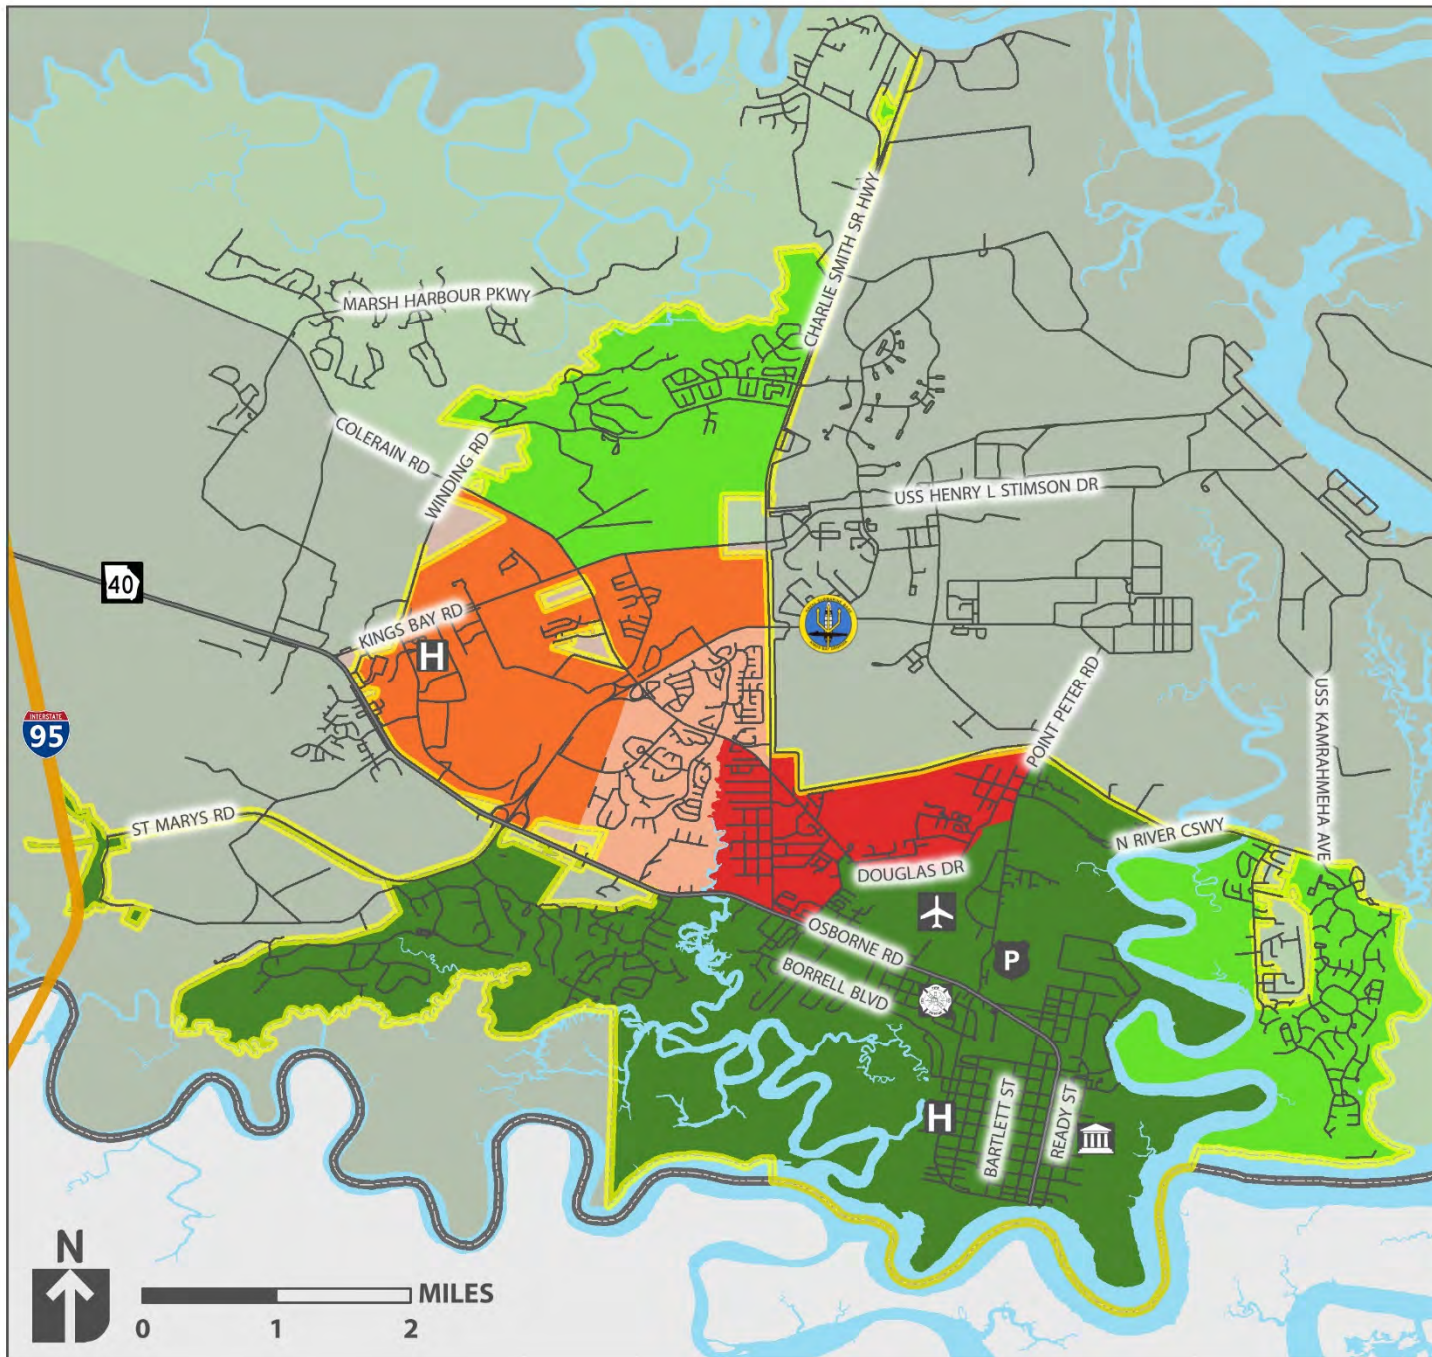 CHARLIE SMITH SR HWY
MARSH HARBOUR PKWY
COLERAIN RD
WINDING RD
USS HENRY L STIMSON DR
40
KINGS BAY RD
H
POINT PETER RD
USS KAMRAHMEHA AVE
INTERSTATE
95
ST MARYS RD
N RIVER CSWY
DOUGLAS DR
OSBORNE RD
P
BORRELL BLVD
H
BARTLETT ST
READY ST
N
MILES
0 1 2